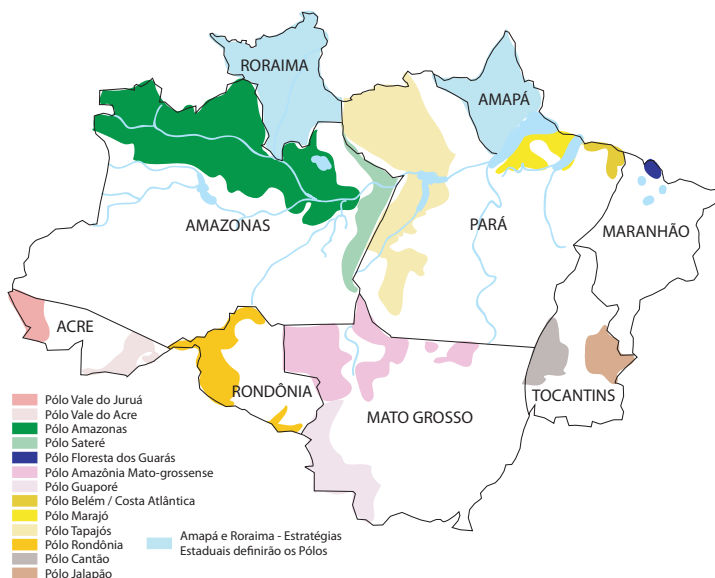 RORAIMA
AMAPÁ
AMAZONAS
PARÁ
MARANHÃO
ACRE
RONDÔNIA
MATO GROSSO
TOCANTINS
Pólo Vale do Juruá
Pólo Vale do Acre
Pólo Amazonas
Pólo Sateré
Pólo Floresta dos Guarás
Pólo Amazônia Mato-grossense
Pólo Guaporé
Pólo Belém / Costa Atlântica
Pólo Marajó
Pólo Tapajós
Pólo Rondônia
Pólo Cantão
Pólo Jalapão
Amapá e Roraima - Estratégias
Estaduais definirão os Pólos